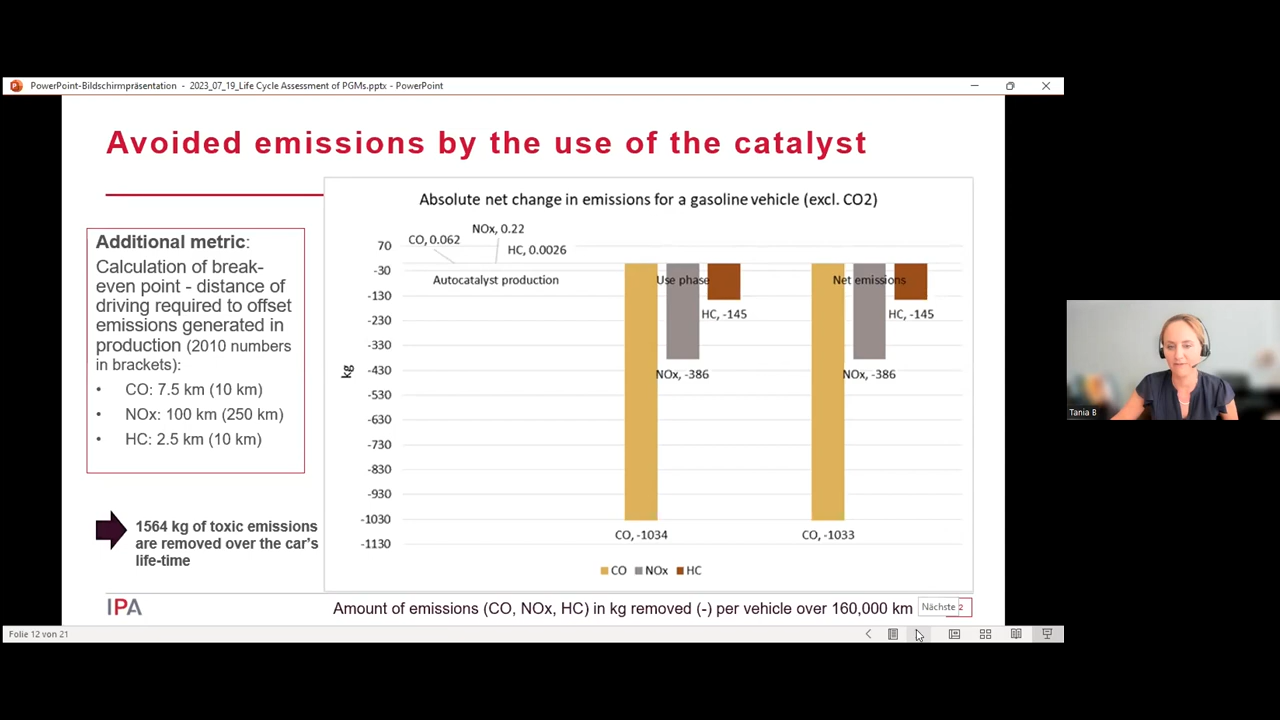 PowerPoint-Bildschirmpräsentation - 2023_07_19_Life Cycle Assessment of PGMs.pptx - PowerPoint
Avoided emissions by the use of the catalyst
Additional metric:
Calculation of break-
even point - distance of
driving required to offset
emissions generated in
production (2010 numbers
in brackets):
• CO: 7.5 km (10 km)
• NOx: 100 km (250 km)
• HC: 2.5 km (10 km)
1564 kg of toxic emissions
are removed over the car's
life-time
Absolute net change in emissions for a gasoline vehicle (excl. CO2)
kg
70
-30
-130
-230
-330
-430
-530
-630
-730
-830
-930
-1030
-1130
CO, 0.062
NOx, 0.22
HC, 0.0026
Autocatalyst production
Use phase
Net emissions
HC, -145
HC, -145
NOx, -386
NOx, -386
CO, -1034
CO, -1033
CO NOx HC
IPA
Amount of emissions (CO, NOx, HC) in kg removed (-) per vehicle over 160,000 km
Nächste
2
Folie 12 von 21
Tania B